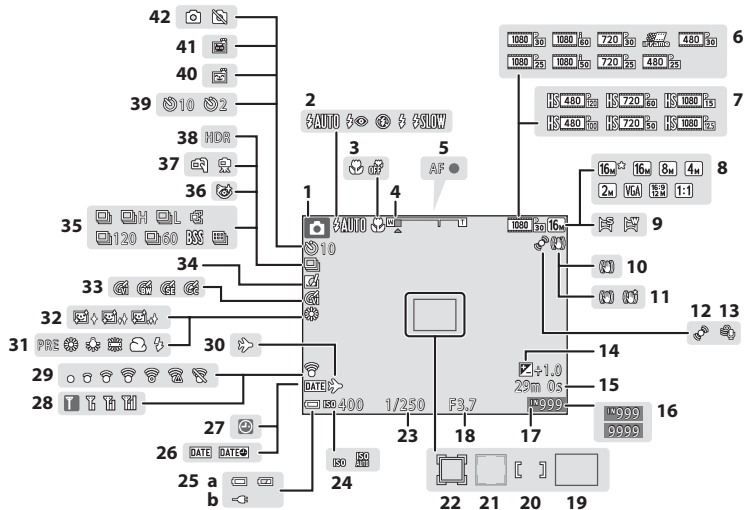 42
41
40
39 10 2
38 HDR
37
36
35 H L
120 60 BSS
34
33
32
31 PRE
30
29
28
27
26 DATE DATE
25 a
b
24 ISO ISO AUTO
23
22 21 20 19
2
AUTO SLOW
3 OFF
4
5
AF
6
1080 P 30 1080 i 60 720 P 30 iFrame 480 P 30
1080 P 25 1080 i 50 720 P 25 480 P 25
7
HS 480 P 120 HS 720 P 60 HS 1080 P 15
HS 480 P 100 HS 720 P 50 HS 1080 P 12.5
8
16M 16M 8M 4M
2M VGA 16:9 12M 1:1
9
10
11
12 13
14
15
16
IN 999
9999
17
18
1
AUTO W T 1080 P 30 16M
10
+1.0
29m 0s
DATE
ISO 400 1/250 F3.7 IN 999